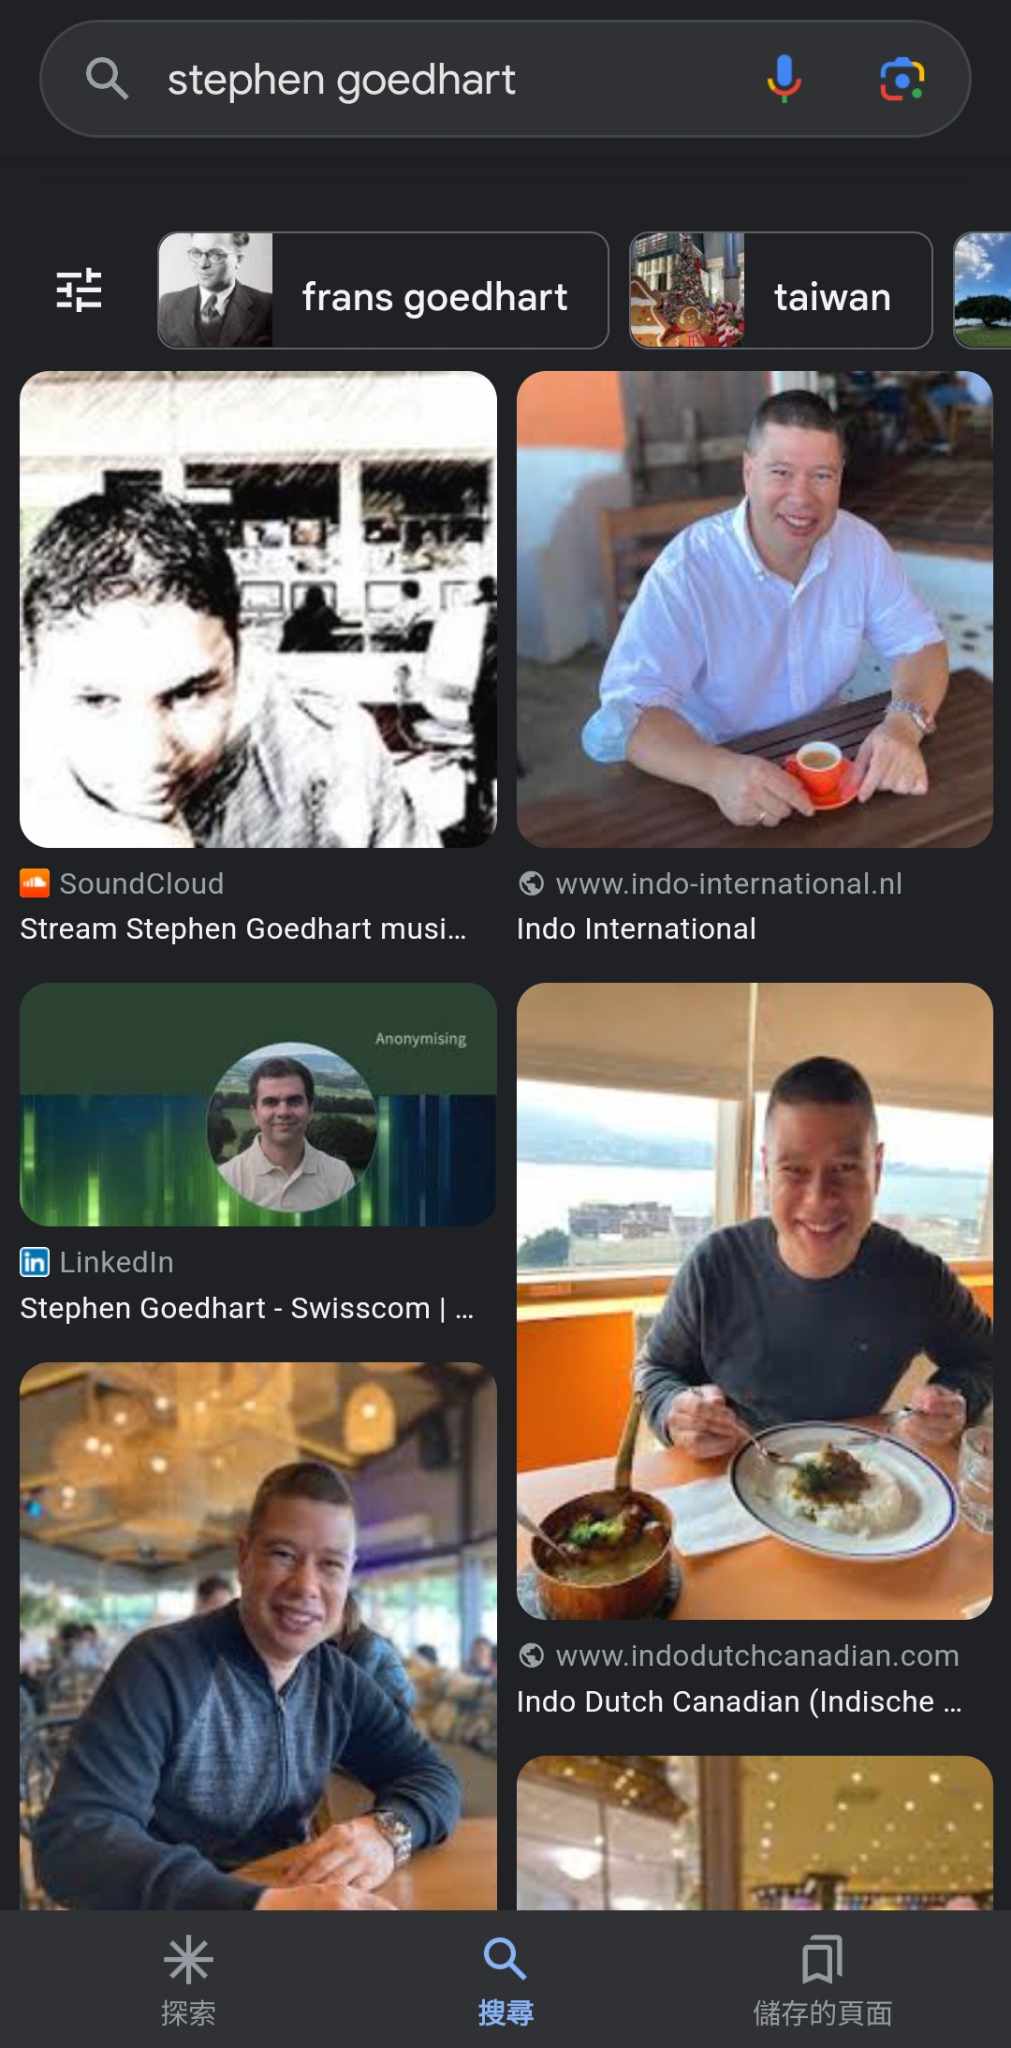 stephen goedhart
frans goedhart
taiwan
SoundCloud
Stream Stephen Goedhart musi...
www.indo-international.nl
Indo International
Anonymising
LinkedIn
Stephen Goedhart - Swisscom | ...
www.indodutchcanadian.com
Indo Dutch Canadian (Indische ...
探索
搜尋
儲存的頁面